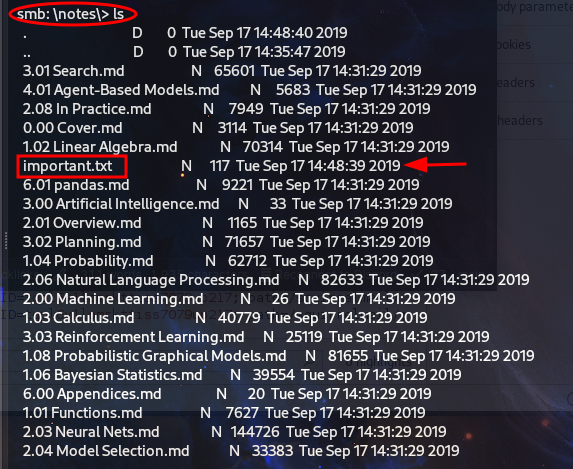 smb: \notes\> ls
. D 0 Tue Sep 17 14:48:40 2019
.. D 0 Tue Sep 17 14:35:47 2019
3.01 Search.md N 65601 Tue Sep 17 14:31:29 2019
4.01 Agent-Based Models.md N 5683 Tue Sep 17 14:31:29 2019
2.08 In Practice.md N 7949 Tue Sep 17 14:31:29 2019
0.00 Cover.md N 3114 Tue Sep 17 14:31:29 2019
1.02 Linear Algebra.md N 70314 Tue Sep 17 14:31:29 2019
important.txt N 117 Tue Sep 17 14:48:39 2019
6.01 pandas.md N 9221 Tue Sep 17 14:31:29 2019
3.00 Artificial Intelligence.md N 33 Tue Sep 17 14:31:29 2019
2.01 Overview.md N 1165 Tue Sep 17 14:31:29 2019
3.02 Planning.md N 71657 Tue Sep 17 14:31:29 2019
1.04 Probability.md N 62712 Tue Sep 17 14:31:29 2019
2.06 Natural Language Processing.md N 82633 Tue Sep 17 14:31:29 2019
2.00 Machine Learning.md N 26 Tue Sep 17 14:31:29 2019
1.03 Calculus.md N 40779 Tue Sep 17 14:31:29 2019
3.03 Reinforcement Learning.md N 25119 Tue Sep 17 14:31:29 2019
1.08 Probabilistic Graphical Models.md N 81655 Tue Sep 17 14:31:29 2019
1.06 Bayesian Statistics.md N 39554 Tue Sep 17 14:31:29 2019
6.00 Appendices.md N 20 Tue Sep 17 14:31:29 2019
1.01 Functions.md N 7627 Tue Sep 17 14:31:29 2019
2.03 Neural Nets.md N 144726 Tue Sep 17 14:31:29 2019
2.04 Model Selection.md N 33383 Tue Sep 17 14:31:29 2019
ody parameter
ookies
eaders
headers